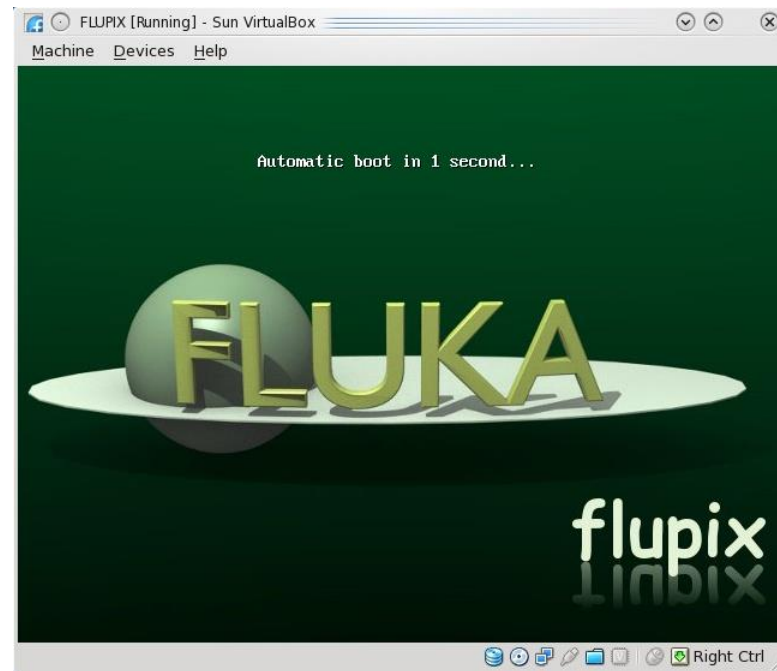 FLUPIX [Running] - Sun VirtualBox
Machine Devices Help
Automatic boot in 1 second...
FLUKA
flupix
Right Ctrl